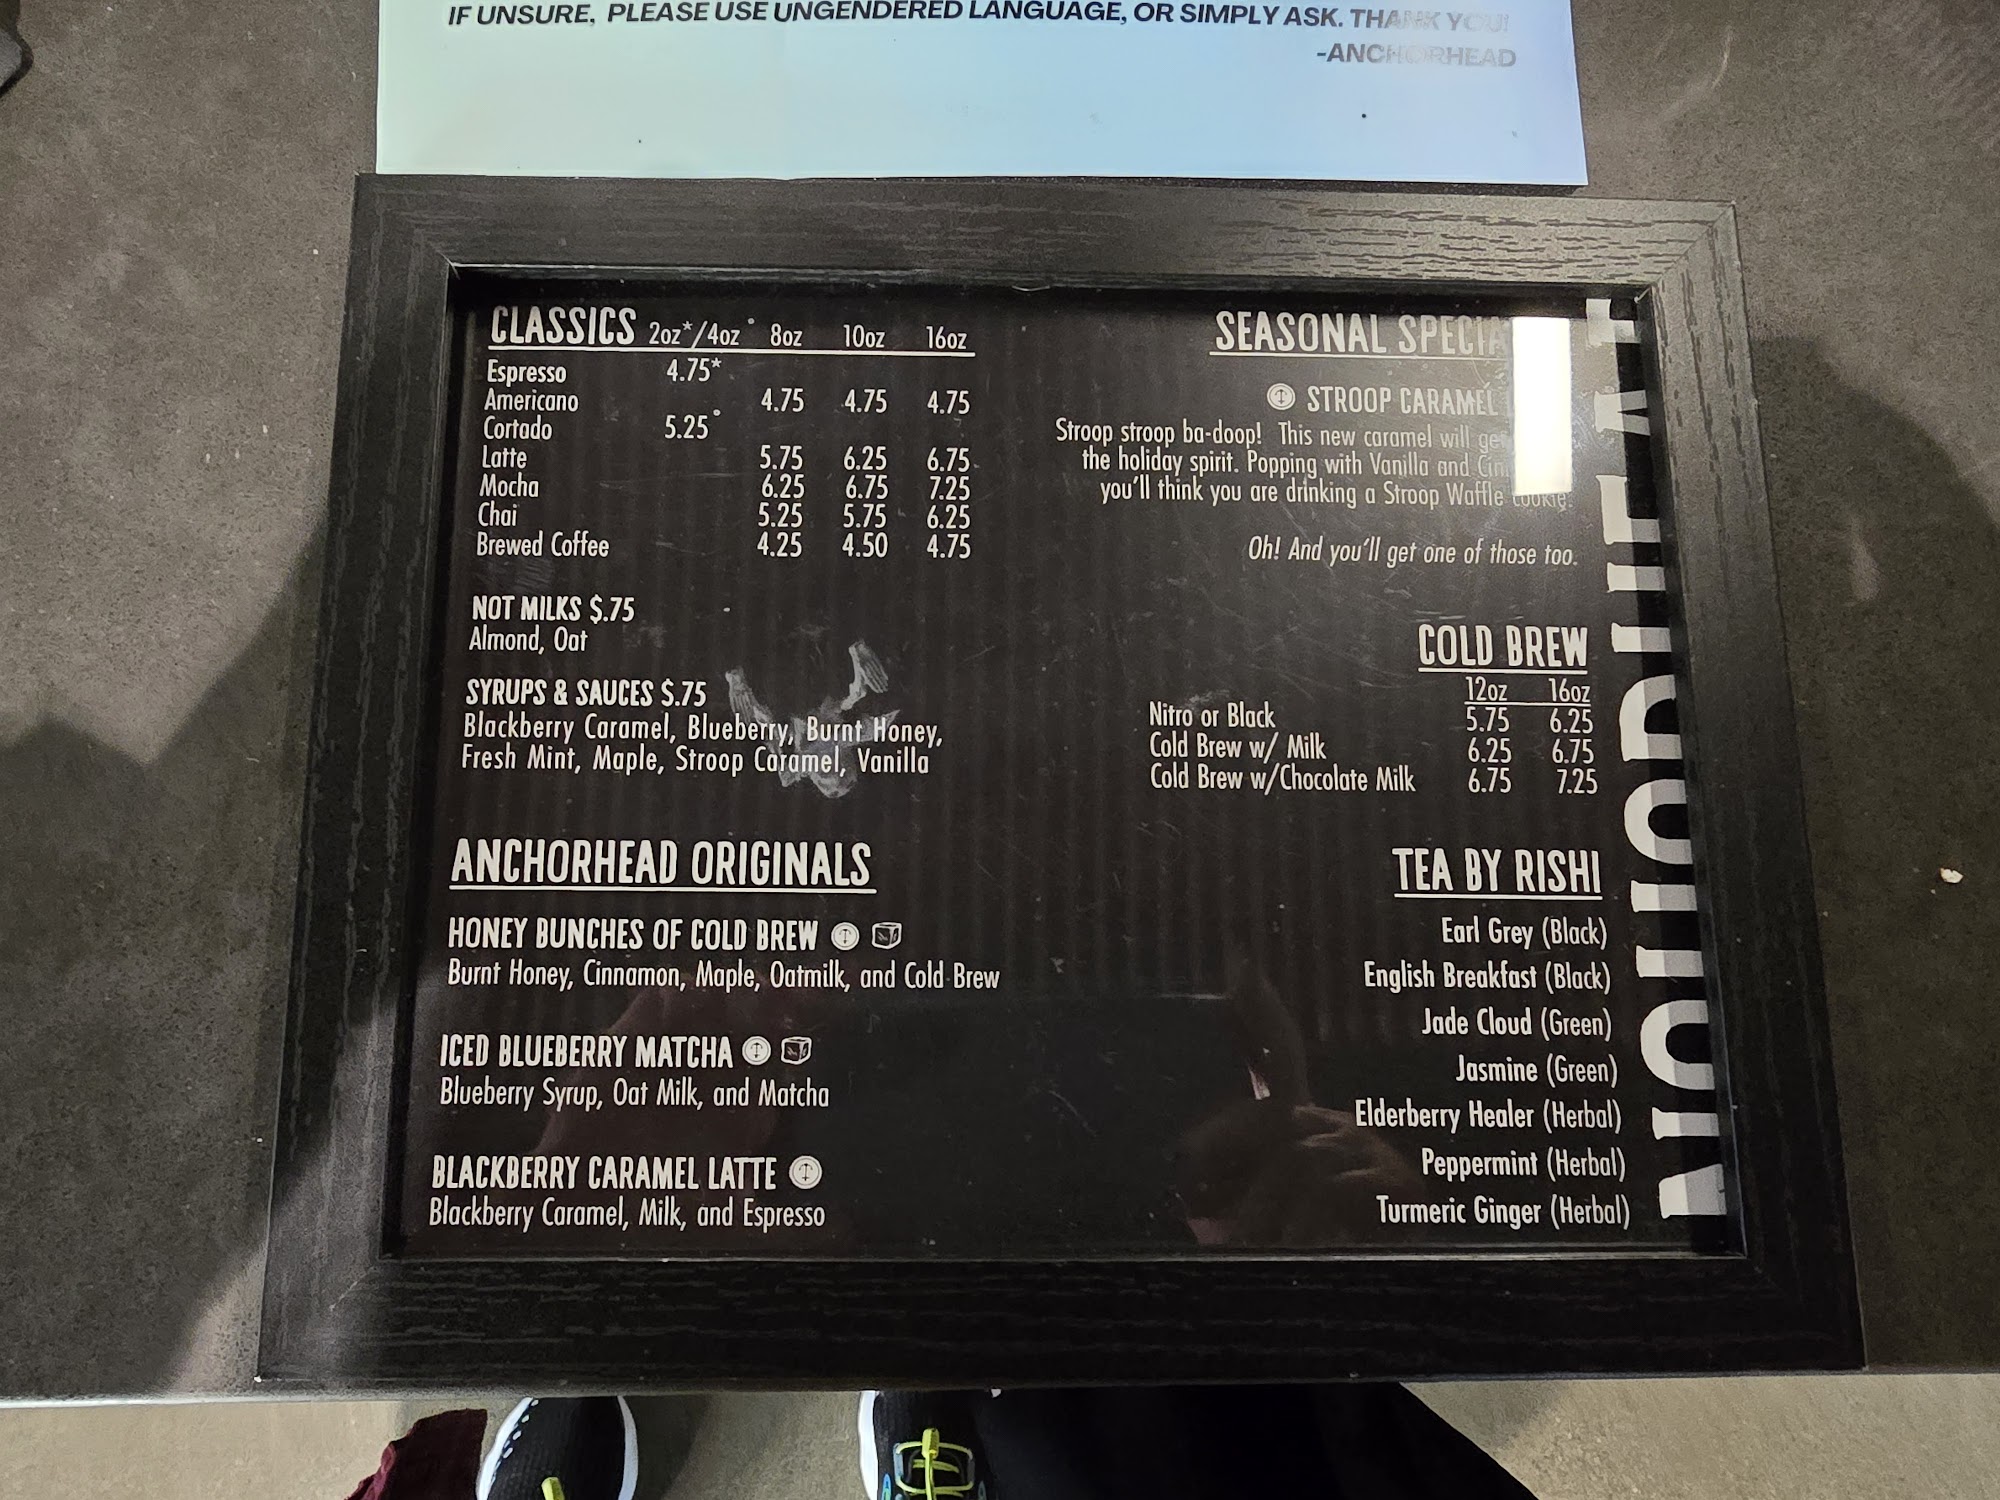 IF UNSURE, PLEASE USE UNGENDERED LANGUAGE, OR SIMPLY ASK. THANK YOU!
-ANCHORHEAD
CLASSICS 2oz*/4oz° 8oz 10oz 16oz
Espresso 4.75*
Americano 4.75 4.75 4.75
Cortado 5.25°
Latte 5.75 6.25 6.75
Mocha 6.25 6.75 7.25
Chai 5.25 5.75 6.25
Brewed Coffee 4.25 4.50 4.75
NOT MILKS $.75
Almond, Oat
SYRUPS & SAUCES $.75
Blackberry Caramel, Blueberry, Burnt Honey,
Fresh Mint, Maple, Stroop Caramel, Vanilla
ANCHORHEAD ORIGINALS
HONEY BUNCHES OF COLD BREW
Burnt Honey, Cinnamon, Maple, Oatmilk, and Cold Brew
ICED BLUEBERRY MATCHA
Blueberry Syrup, Oat Milk, and Matcha
BLACKBERRY CARAMEL LATTE
Blackberry Caramel, Milk, and Espresso
SEASONAL
STROOP CARAMEL
Stroop stroop ba-doop! This new caramel will
the holiday spirit. Popping with Vanilla and
you'll think you are drinking a Stroop Waffle cookie.
Oh! And you'll get one of those too.
COLD BREW
12oz 16oz
Nitro or Black 5.75 6.25
Cold Brew w/ Milk 6.25 6.75
Cold Brew w/Chocolate Milk 6.75 7.25
TEA BY RISHI
Earl Grey (Black)
English Breakfast (Black)
Jade Cloud (Green)
Jasmine (Green)
Elderberry Healer (Herbal)
Peppermint (Herbal)
Turmeric Ginger (Herbal)